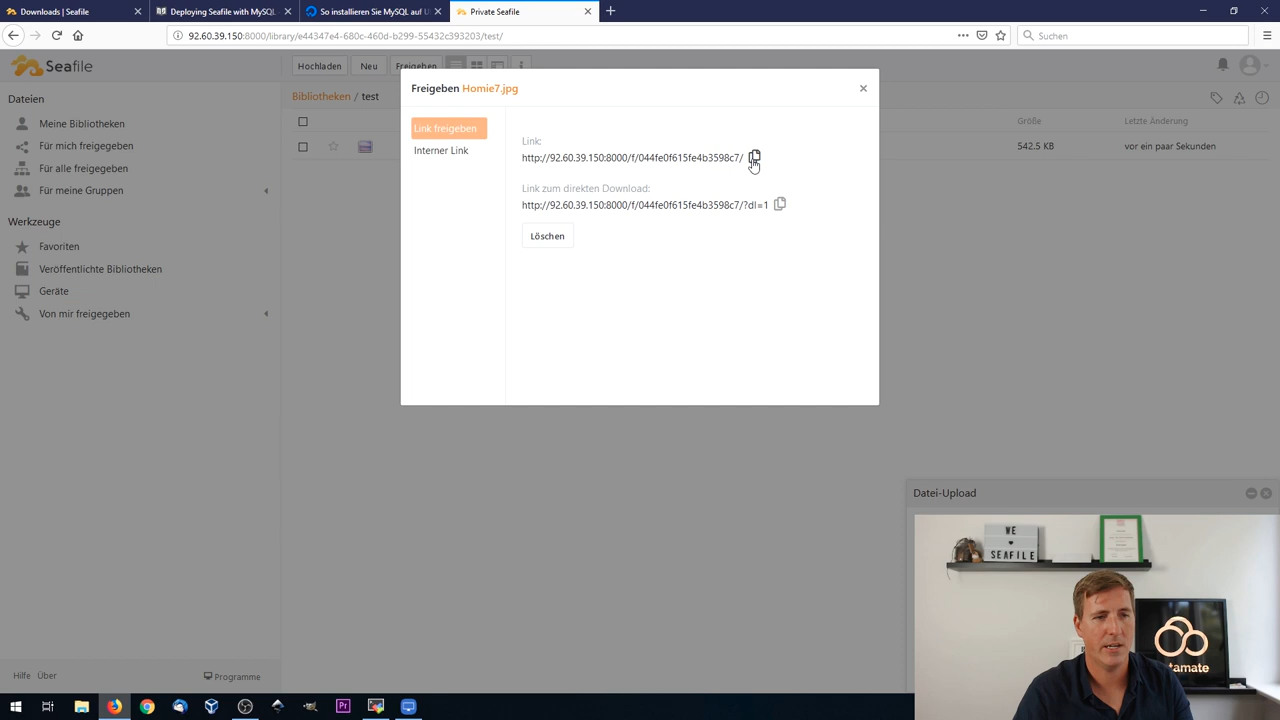 Downloads | Seafile
Deploying Seafile with MySQL
So installieren Sie MySQL auf U
Private Seafile
92.60.39.150:8000/library/e44347e4-680c-460d-b299-55432c393203/test/
Suchen
Seafile
Hochladen
Neu
Freigeben
Freigeben Homie7.jpg
Dateien
Bibliotheken / test
Meine Bibliotheken
Für mich freigegeben
Für alle freigegeben
Für meine Gruppen
Werkzeuge
Favoriten
Veröffentlichte Bibliotheken
Geräte
Von mir freigegeben
Größe
Letzte Änderung
542.5 KB
vor ein paar Sekunden
Link freigeben
Interner Link
Link:
http://92.60.39.150:8000/f/044fe0f615fe4b3598c7/
Link zum direkten Download:
http://92.60.39.150:8000/f/044fe0f615fe4b3598c7/?dl=1
Löschen
Datei-Upload
WE
SEAFILE
tamate
Hilfe
Über
Programme
Pr